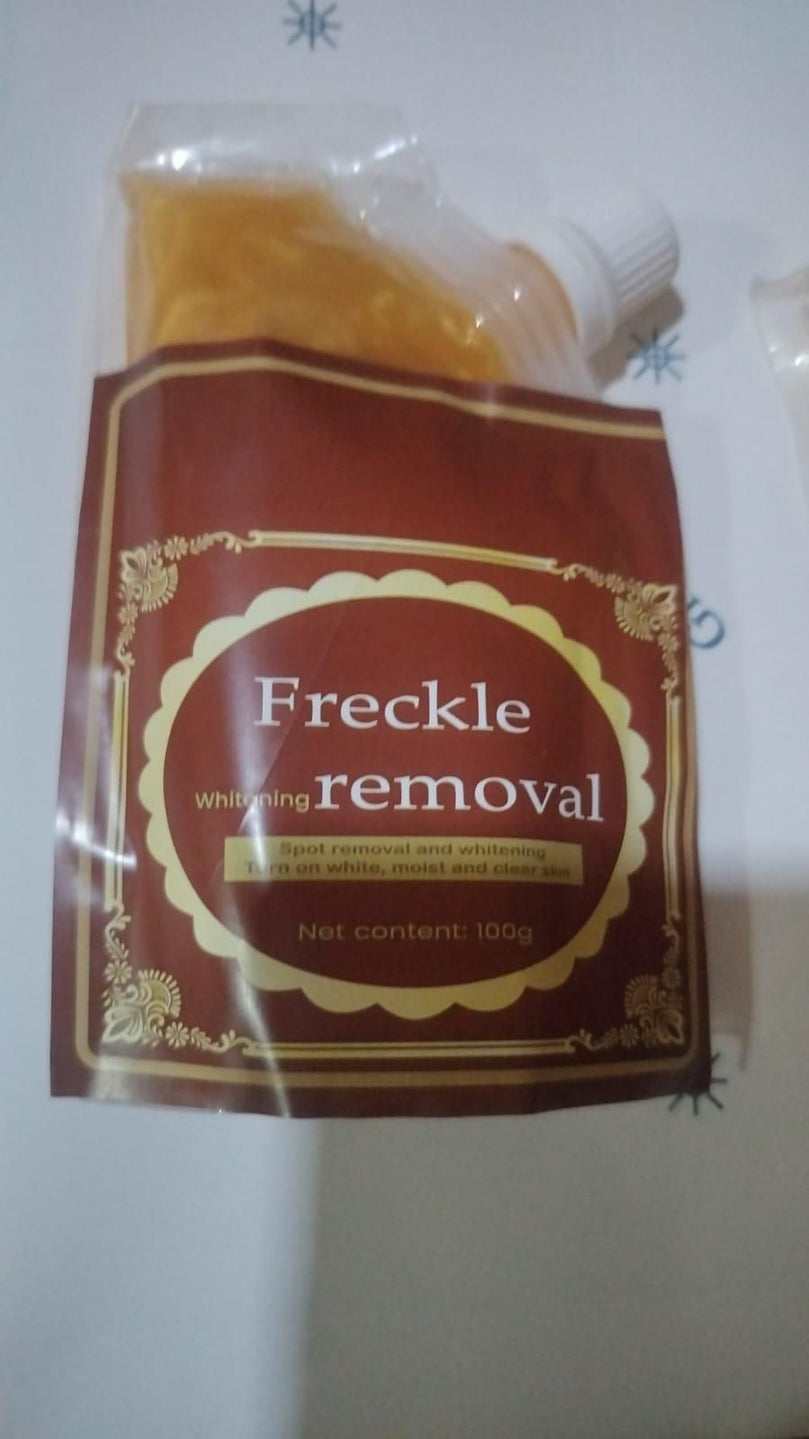 Freckle
Whitening removal
Spot removal and whitening
Turn on white, moist and clear skin
Net content: 100g